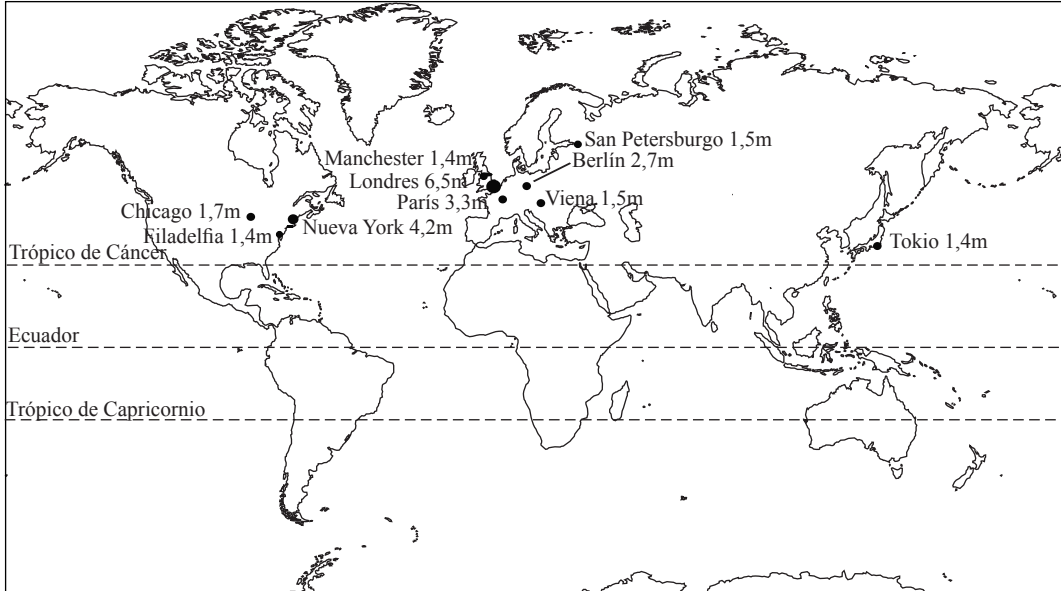 San Petersburgo 1,5m
Manchester 1,4m
Berlín 2,7m
Londres 6,5m
París 3,3m
Viena 1,5m
Chicago 1,7m
Nueva York 4,2m
Filadelfia 1,4m
Tokio 1,4m
Trópico de Cáncer
Ecuador
Trópico de Capricornio